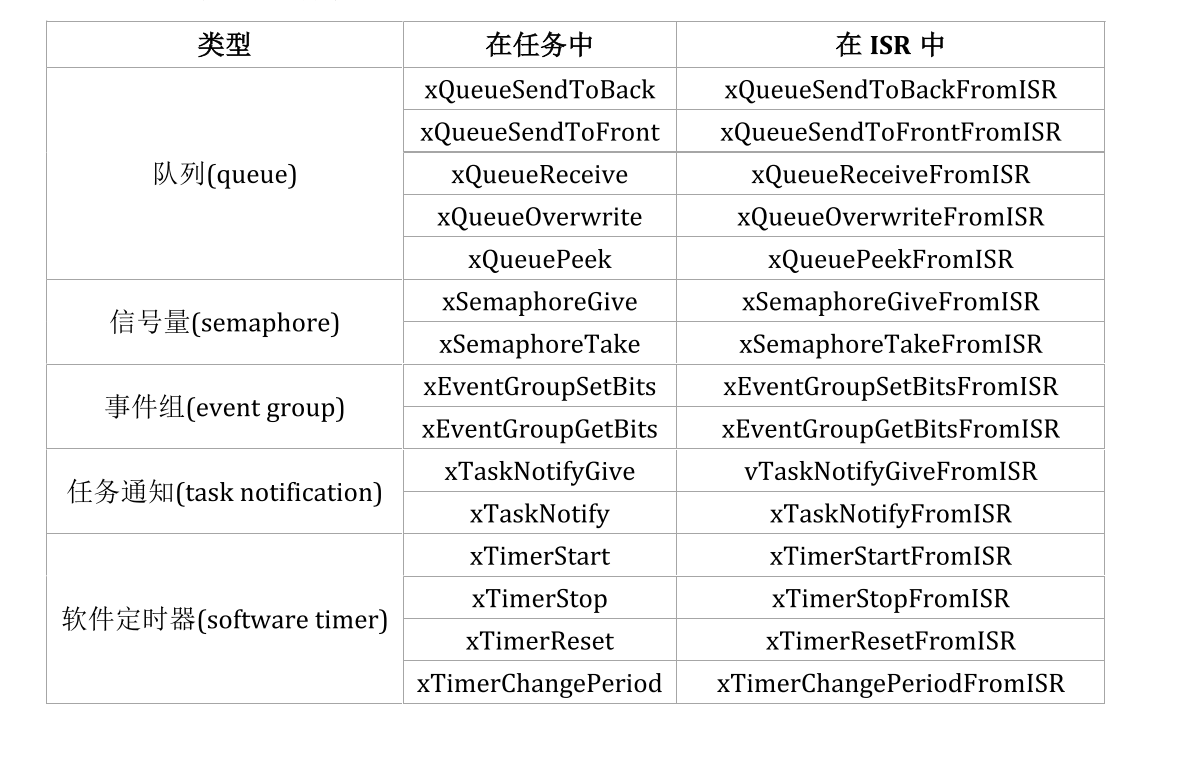 类型 在任务中 在 ISR 中
队列(queue) xQueueSendToBack xQueueSendToBackFromISR
xQueueSendToFront xQueueSendToFrontFromISR
xQueueReceive xQueueReceiveFromISR
xQueueOverwrite xQueueOverwriteFromISR
xQueuePeek xQueuePeekFromISR
信号量(semaphore) xSemaphoreGive xSemaphoreGiveFromISR
xSemaphoreTake xSemaphoreTakeFromISR
事件组(event group) xEventGroupSetBits xEventGroupSetBitsFromISR
xEventGroupGetBits xEventGroupGetBitsFromISR
任务通知(task notification) xTaskNotifyGive vTaskNotifyGiveFromISR
xTaskNotify xTaskNotifyFromISR
软件定时器(software timer) xTimerStart xTimerStartFromISR
xTimerStop xTimerStopFromISR
xTimerReset xTimerResetFromISR
xTimerChangePeriod xTimerChangePeriodFromISR